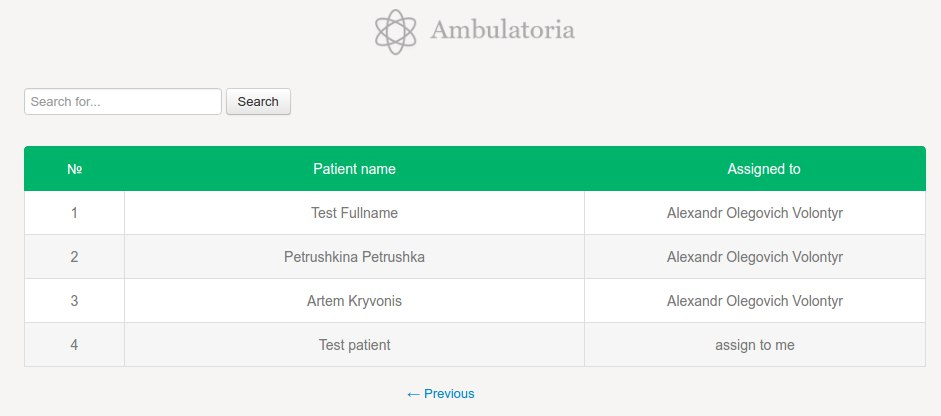 Ambulatoria
Search for... Search
№ Patient name Assigned to
1 Test Fullname Alexandr Olegovich Volontyr
2 Petrushkina Petrushka Alexandr Olegovich Volontyr
3 Artem Kryvonis Alexandr Olegovich Volontyr
4 Test patient assign to me
← Previous